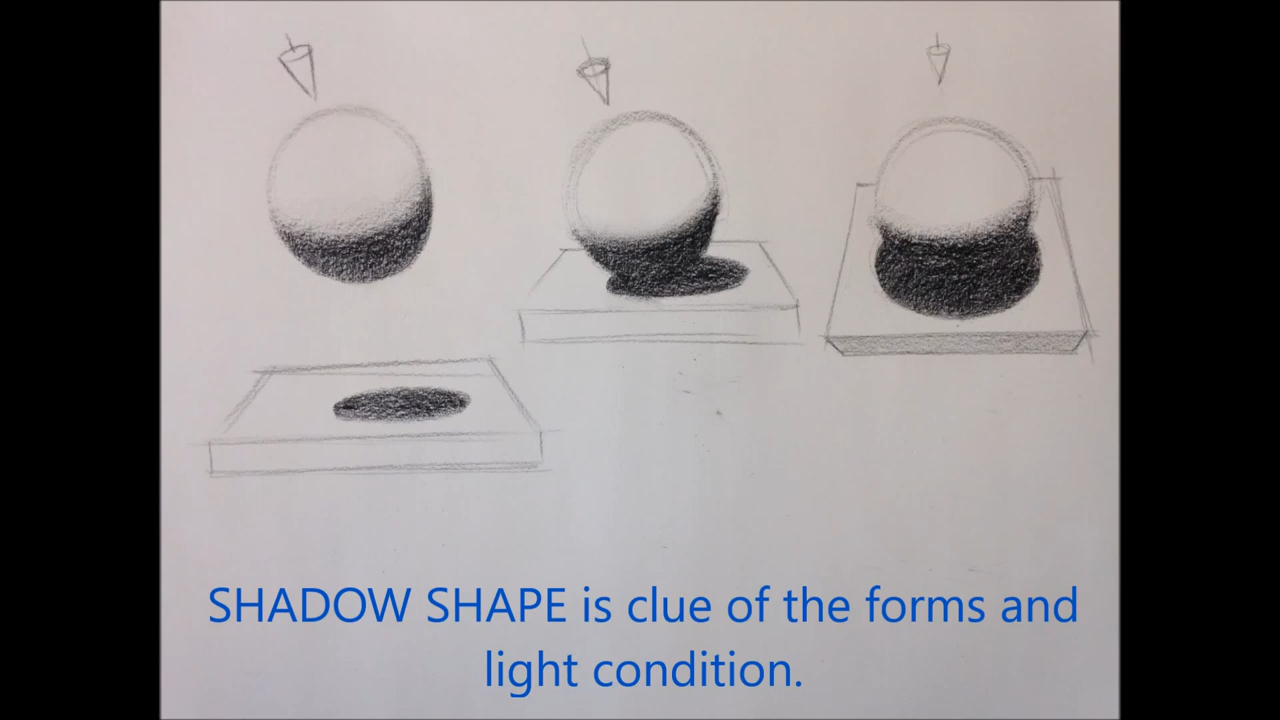 SHADOW SHAPE is clue of the forms and
light condition.